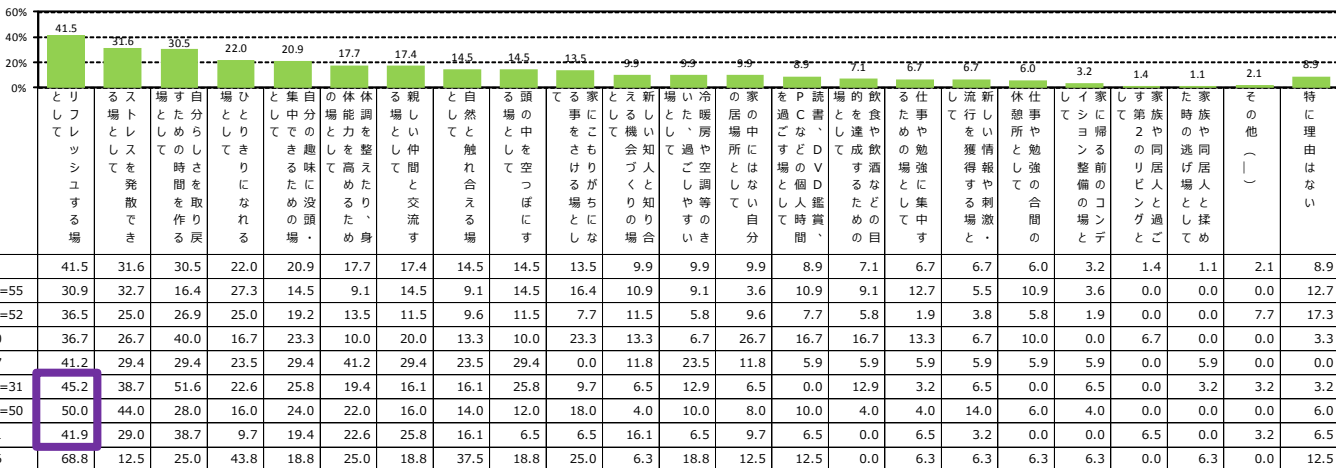 60%
40%
20%
0%
41.5 31.6 30.5 22.0 20.9 17.7 17.4 14.5 14.5 13.5 9.9 9.9 9.9 8.9 7.1 6.7 6.7 6.0 3.2 1.4 1.1 2.1 8.9
リフレッシュする場
として
ストレスを発散でき
る場として
自分らしさを取り戻
すための時間を作る
場として
ひとりきりになれる
場として
自分の趣味に没頭・
集中できるための場
として
体調を整えたり、身
体能力を高めるため
の場として
親しい仲間と交流す
る場として
自然と触れ合える場
として
頭の中を空っぽにす
る場として
家にこもりがちにな
る事をさける場とし
て
新しい知人と知り合
える機会づくりの場
として
冷暖房や空調等のき
いた、過ごしやすい
場として
家の中にはない自分
の居場所として
読書、DVD鑑賞、
PCなどの個人時間
を過ごす場として
飲食や飲酒などの目
的を達成するための
場として
仕事や勉強に集中す
るための場として
新しい情報や刺激・
流行を獲得する場と
して
仕事や勉強の合間の
休憩所として
家に帰る前のコンデ
イション整備の場と
して
家族や同居人と過ご
す第2のリビングと
して
家族や同居人と揉め
た時の逃げ場として
その他(_)
特に理由はない
41.5 31.6 30.5 22.0 20.9 17.7 17.4 14.5 14.5 13.5 9.9 9.9 9.9 8.9 7.1 6.7 6.7 6.0 3.2 1.4 1.1 2.1 8.9
=55 30.9 32.7 16.4 27.3 14.5 9.1 14.5 9.1 14.5 16.4 10.9 9.1 3.6 10.9 9.1 12.7 5.5 10.9 3.6 0.0 0.0 0.0 12.7
=52 36.5 25.0 26.9 25.0 19.2 13.5 11.5 9.6 11.5 7.7 11.5 5.8 9.6 7.7 5.8 1.9 3.8 5.8 1.9 0.0 0.0 7.7 17.3
36.7 26.7 40.0 16.7 23.3 10.0 20.0 13.3 10.0 23.3 13.3 6.7 26.7 16.7 16.7 13.3 6.7 10.0 0.0 6.7 0.0 0.0 3.3
41.2 29.4 29.4 23.5 29.4 41.2 29.4 23.5 29.4 0.0 11.8 23.5 11.8 5.9 5.9 5.9 5.9 5.9 5.9 0.0 5.9 0.0 0.0
=31 45.2 38.7 51.6 22.6 25.8 19.4 16.1 16.1 25.8 9.7 6.5 12.9 6.5 0.0 12.9 3.2 6.5 0.0 6.5 0.0 3.2 3.2 3.2
=50 50.0 44.0 28.0 16.0 24.0 22.0 16.0 14.0 12.0 18.0 4.0 10.0 8.0 10.0 4.0 4.0 14.0 6.0 4.0 0.0 0.0 0.0 6.0
41.9 29.0 38.7 9.7 19.4 22.6 25.8 16.1 6.5 6.5 16.1 6.5 9.7 6.5 0.0 6.5 3.2 0.0 0.0 6.5 0.0 3.2 6.5
68.8 12.5 25.0 43.8 18.8 25.0 18.8 37.5 18.8 25.0 6.3 18.8 12.5 12.5 0.0 6.3 6.3 6.3 6.3 0.0 6.3 0.0 12.5